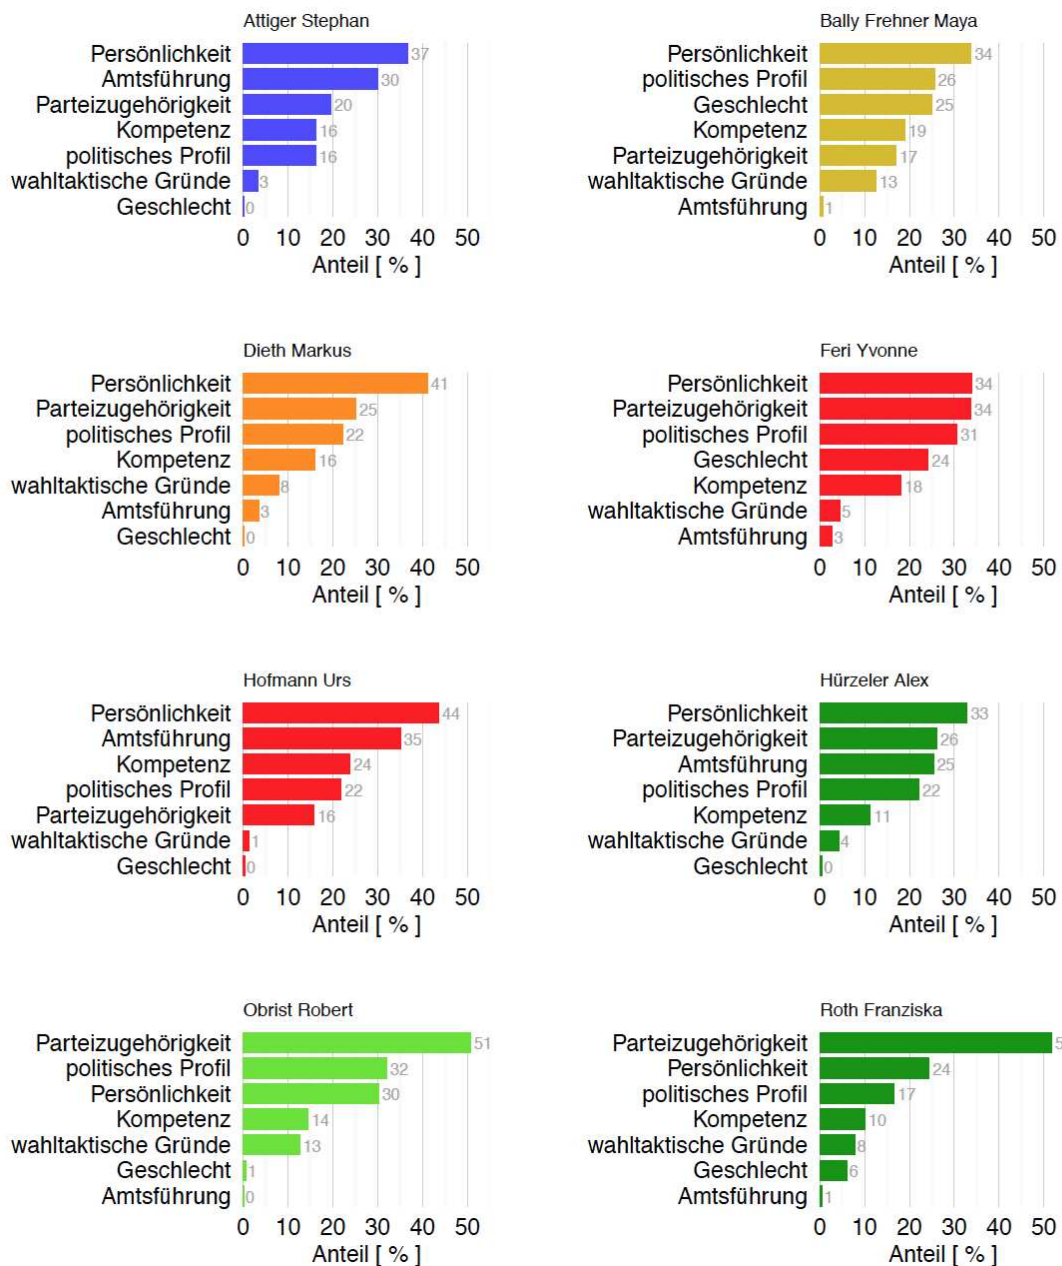 Attiger Stephan
Persönlichkeit 37
Amtsführung 30
Parteizugehörigkeit 20
Kompetenz 16
politisches Profil 16
wahltaktische Gründe 3
Geschlecht 0
0 10 20 30 40 50
Anteil [ % ]
Bally Frehner Maya
Persönlichkeit 34
politisches Profil 26
Geschlecht 25
Kompetenz 19
Parteizugehörigkeit 17
wahltaktische Gründe 13
Amtsführung 1
0 10 20 30 40 50
Anteil [ % ]
Dieth Markus
Persönlichkeit 41
Parteizugehörigkeit 25
politisches Profil 22
Kompetenz 16
wahltaktische Gründe 8
Amtsführung 3
Geschlecht 0
0 10 20 30 40 50
Anteil [ % ]
Feri Yvonne
Persönlichkeit 34
Parteizugehörigkeit 34
politisches Profil 31
Geschlecht 24
Kompetenz 18
wahltaktische Gründe 5
Amtsführung 3
0 10 20 30 40 50
Anteil [ % ]
Hofmann Urs
Persönlichkeit 44
Amtsführung 35
Kompetenz 24
politisches Profil 22
Parteizugehörigkeit 16
wahltaktische Gründe 1
Geschlecht 0
0 10 20 30 40 50
Anteil [ % ]
Hürzeler Alex
Persönlichkeit 33
Parteizugehörigkeit 26
Amtsführung 25
politisches Profil 22
Kompetenz 11
wahltaktische Gründe 4
Geschlecht 0
0 10 20 30 40 50
Anteil [ % ]
Obrist Robert
Parteizugehörigkeit 51
politisches Profil 32
Persönlichkeit 30
Kompetenz 14
wahltaktische Gründe 13
Geschlecht 1
Amtsführung 0
0 10 20 30 40 50
Anteil [ % ]
Roth Franziska
Parteizugehörigkeit
Persönlichkeit 24
politisches Profil 17
Kompetenz 10
wahltaktische Gründe 8
Geschlecht 6
Amtsführung 1
0 10 20 30 40 50
Anteil [ % ]